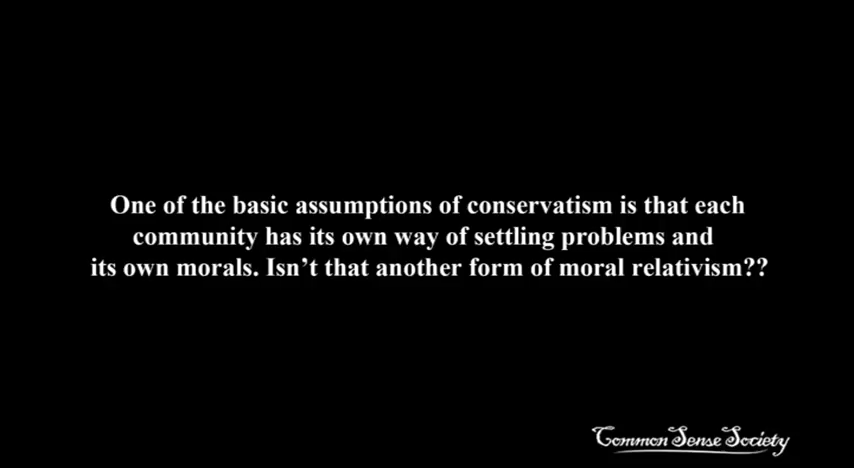 One of the basic assumptions of conservatism is that each
community has its own way of settling problems and
its own morals. Isn't that another form of moral relativism??
Common Sense Society